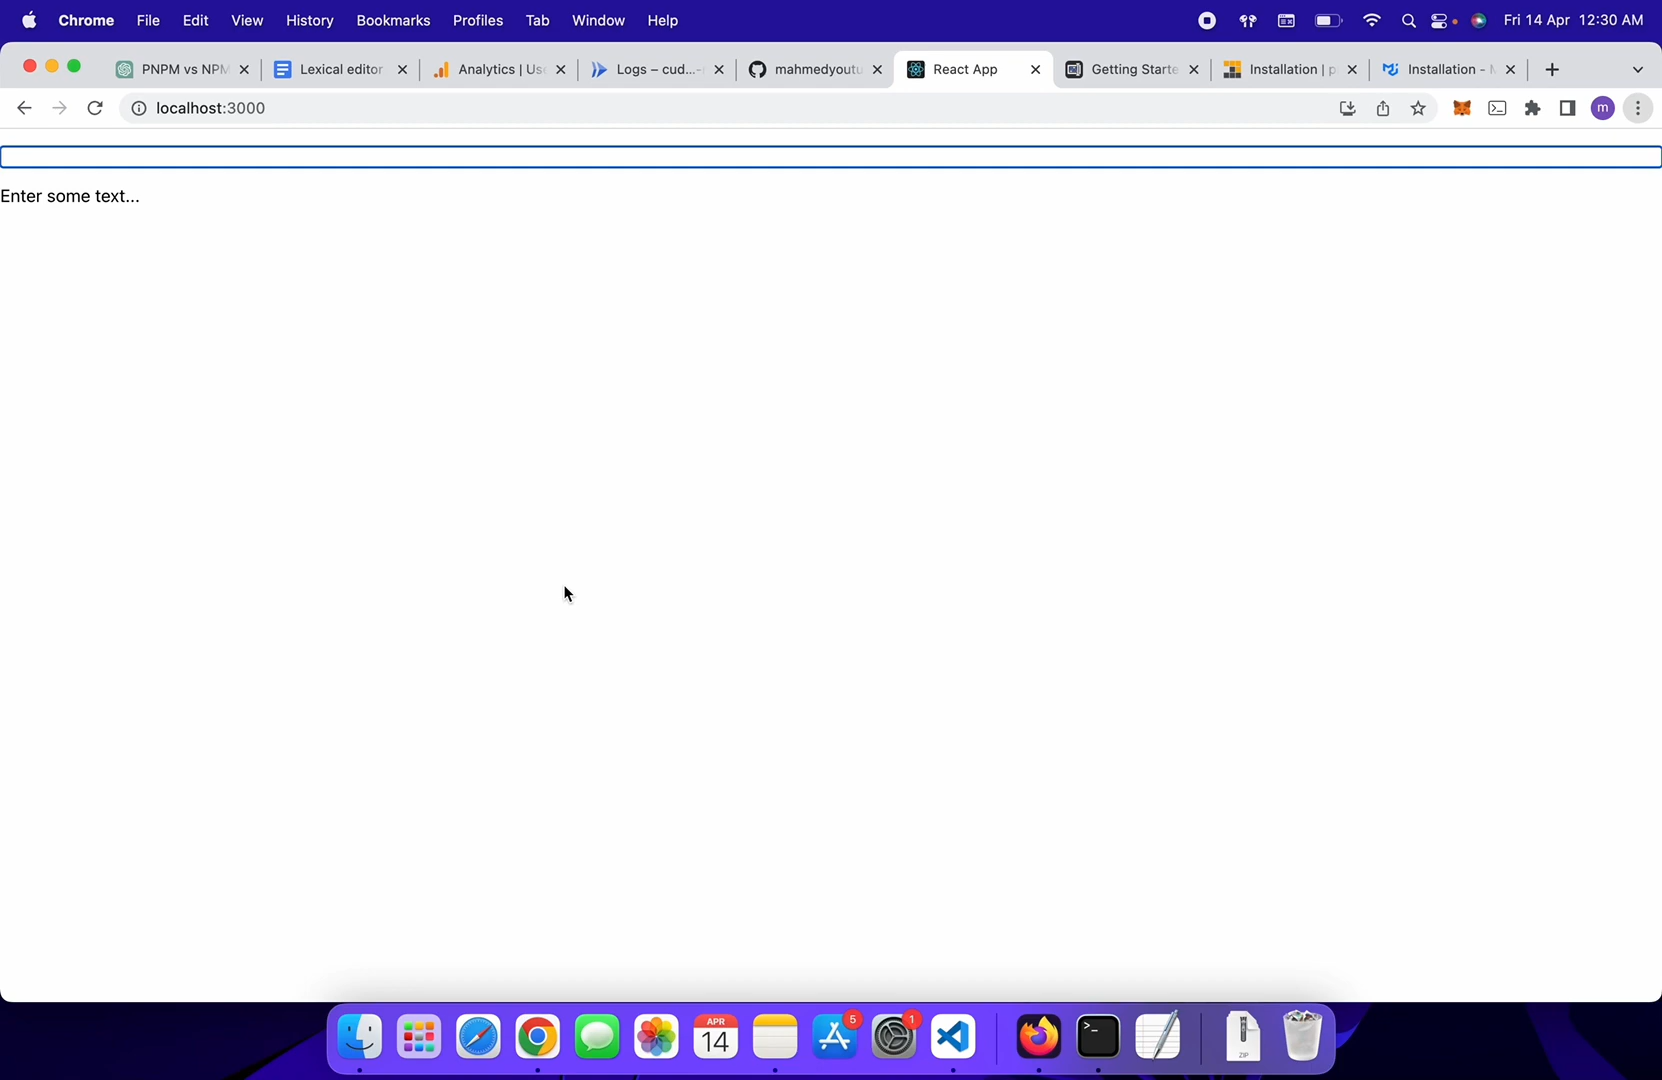 Chrome File Edit View History Bookmarks Profiles Tab Window Help Fri 14 Apr 12:30 AM
PNPM vs NPM Lexical editor Analytics | Us Logs – cud...- mahmedyoutu React App Getting Starte Installation | p Installation -
localhost:3000 m
Enter some text...
5 1
APR
14
>_
ZIP